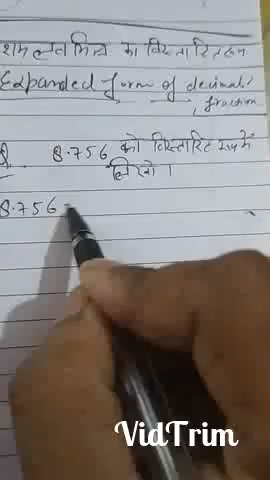 दशमलव भिन्न का विस्तारित रूप
Expanded form of decimal
fraction
Q. 8.756 को विस्तारित रूप में
लिखो।
8.756 =
VidTrim